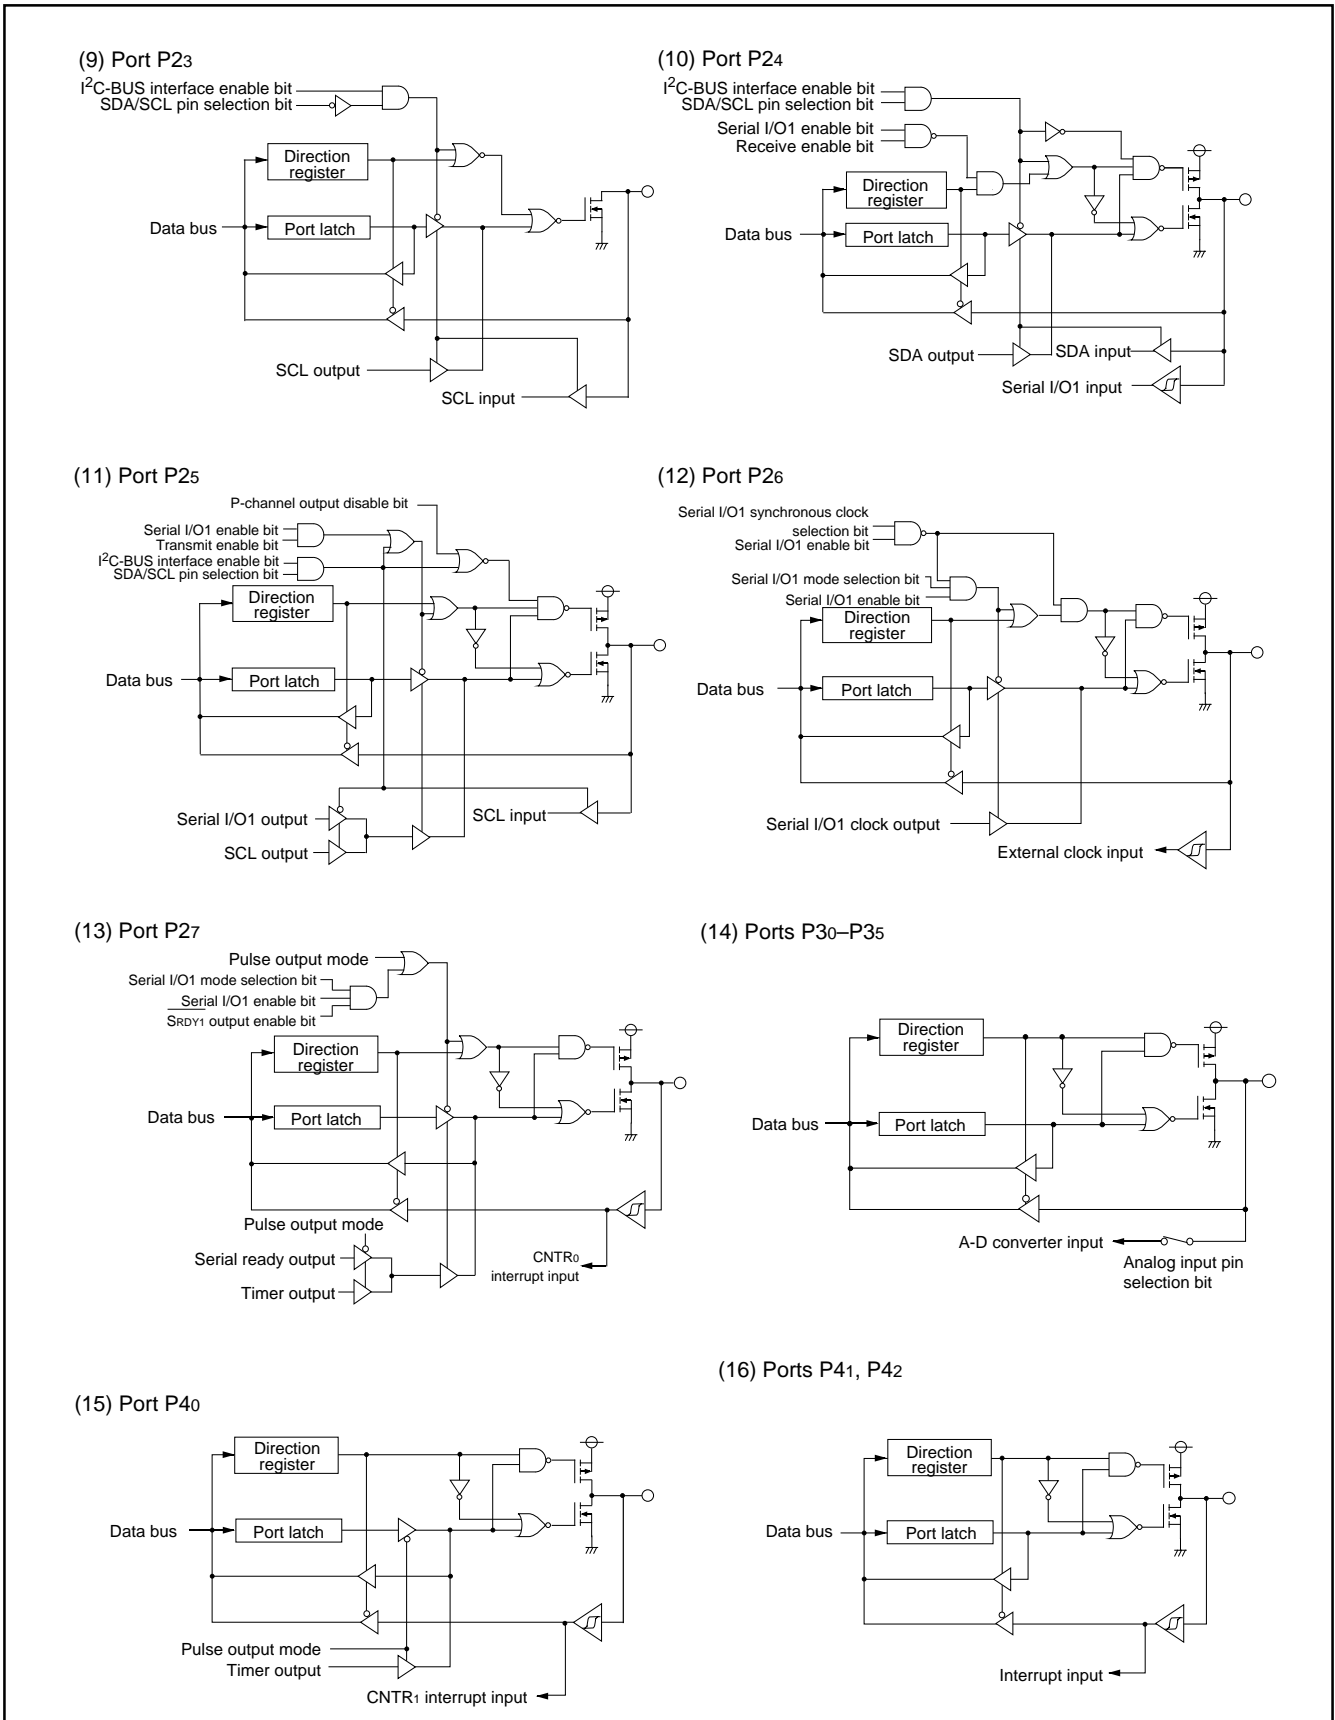 (9) Port P23
I2C-BUS interface enable bit
SDA/SCL pin selection bit
Direction
register
Data bus
Port latch
SCL output
SCL input
(10) Port P24
I2C-BUS interface enable bit
SDA/SCL pin selection bit
Serial I/O1 enable bit
Receive enable bit
Direction
register
Data bus
Port latch
SDA output
SDA input
Serial I/O1 input
(11) Port P25
P-channel output disable bit
Serial I/O1 enable bit
Transmit enable bit
I2C-BUS interface enable bit
SDA/SCL pin selection bit
Direction
register
Data bus
Port latch
Serial I/O1 output
SCL input
SCL output
(12) Port P26
Serial I/O1 synchronous clock
selection bit
Serial I/O1 enable bit
Serial I/O1 mode selection bit
Serial I/O1 enable bit
Direction
register
Data bus
Port latch
Serial I/O1 clock output
External clock input
(13) Port P27
Pulse output mode
Serial I/O1 mode selection bit
Serial I/O1 enable bit
SRDY1 output enable bit
Direction
register
Data bus
Port latch
Pulse output mode
Serial ready output
Timer output
CNTR0
interrupt input
(14) Ports P30–P35
Direction
register
Data bus
Port latch
A-D converter input
Analog input pin
selection bit
(15) Port P40
Direction
register
Data bus
Port latch
Pulse output mode
Timer output
CNTR1 interrupt input
(16) Ports P41, P42
Direction
register
Data bus
Port latch
Interrupt input